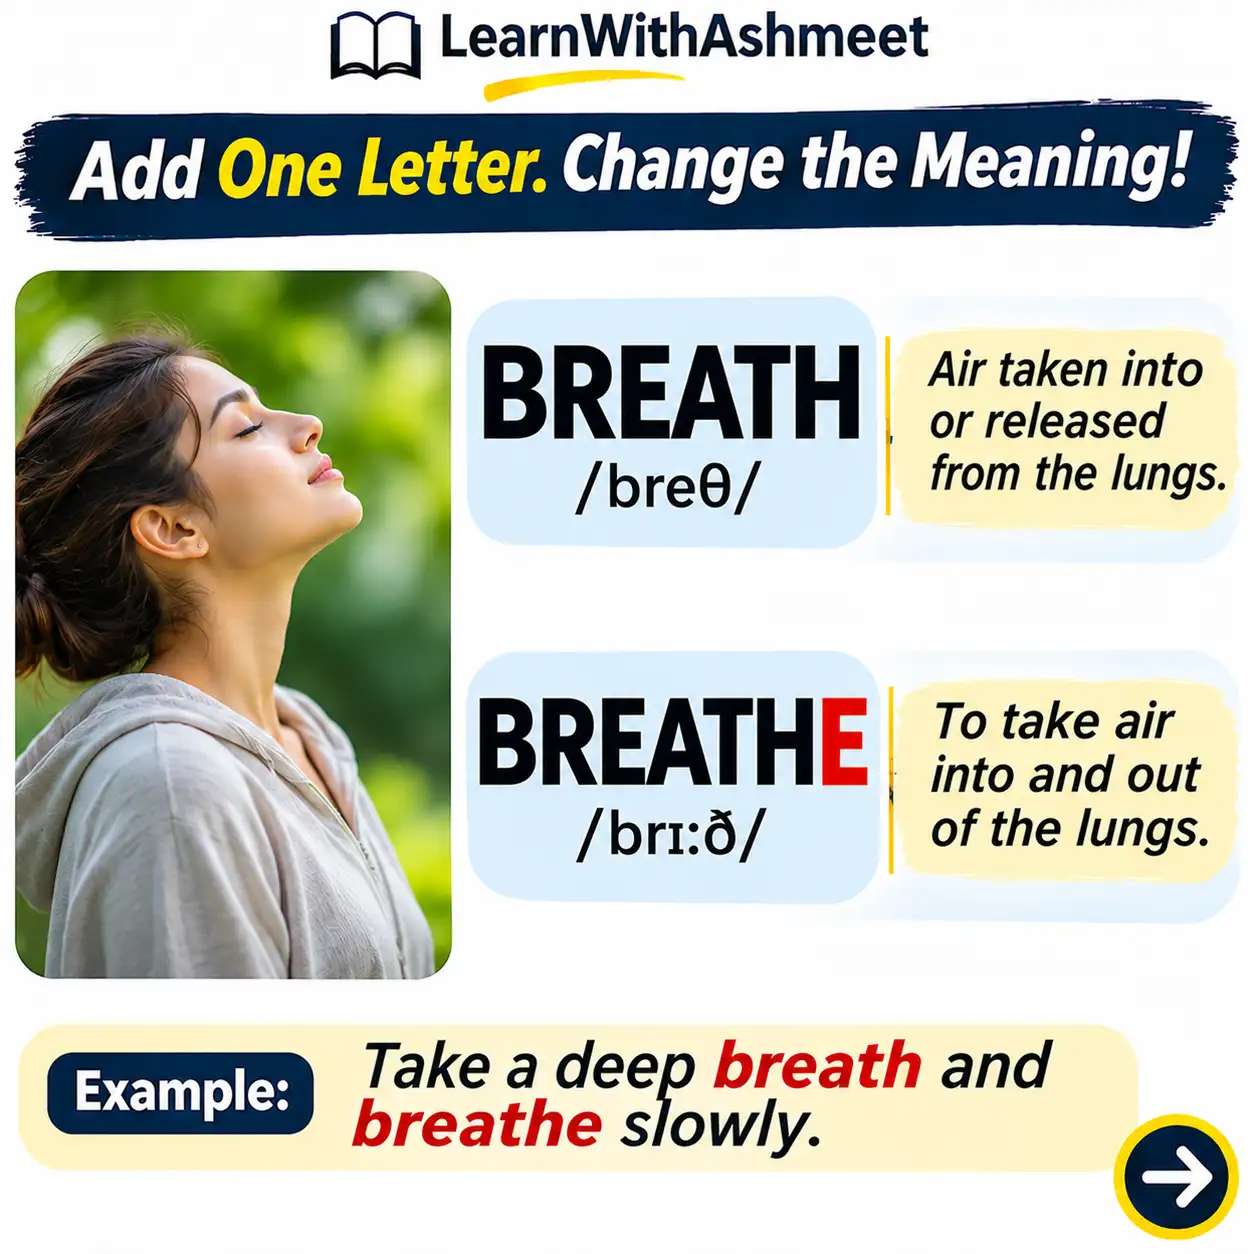 LearnWithAshmeet
Add One Letter. Change the Meaning!
BREATH
/breθ/
Air taken into
or released
from the lungs.
BREATHE
/brɪ:ð/
To take air
into and out
of the lungs.
Example:
Take a deep breath and
breathe slowly.